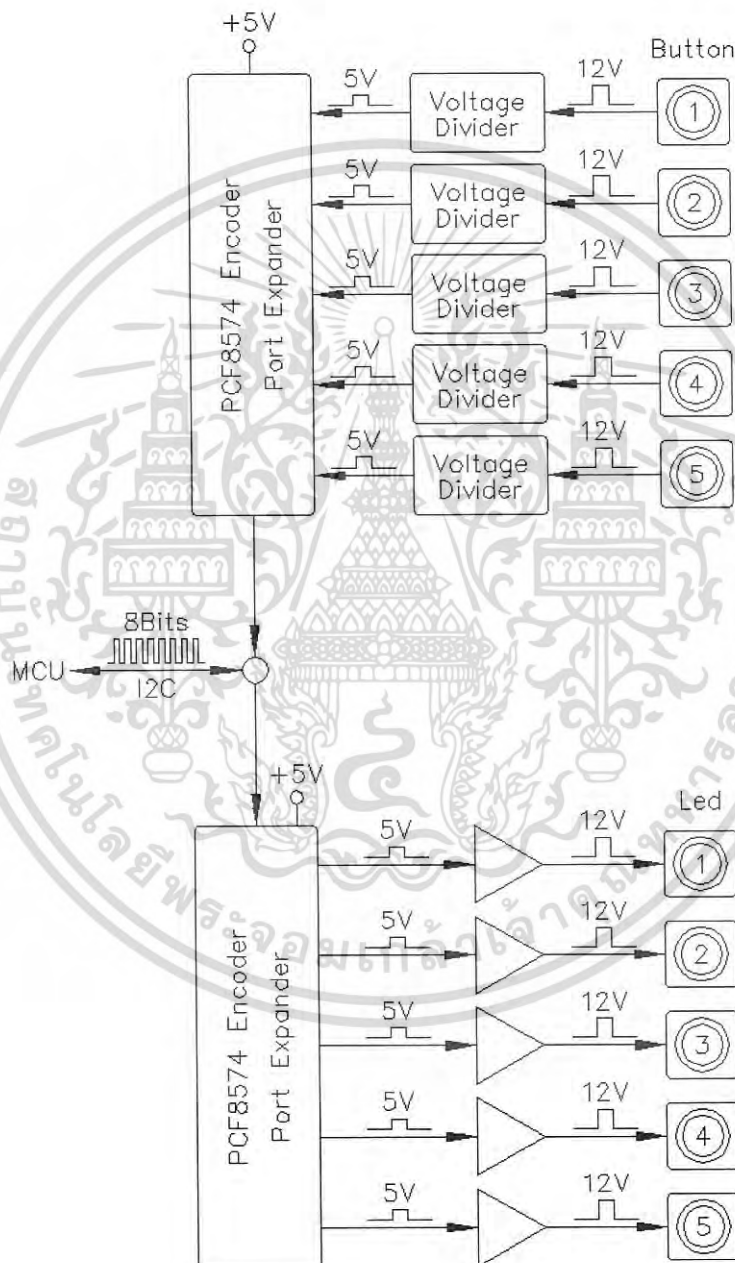 +5V
Button
PCF8574 Encoder
Port Expander
5V
Voltage
Divider
12V
1
5V
Voltage
Divider
12V
2
5V
Voltage
Divider
12V
3
5V
Voltage
Divider
12V
4
5V
Voltage
Divider
12V
5
8Bits
MCU
I2C
+5V
Led
PCF8574 Encoder
Port Expander
5V
12V
1
5V
12V
2
5V
12V
3
5V
12V
4
5V
12V
5